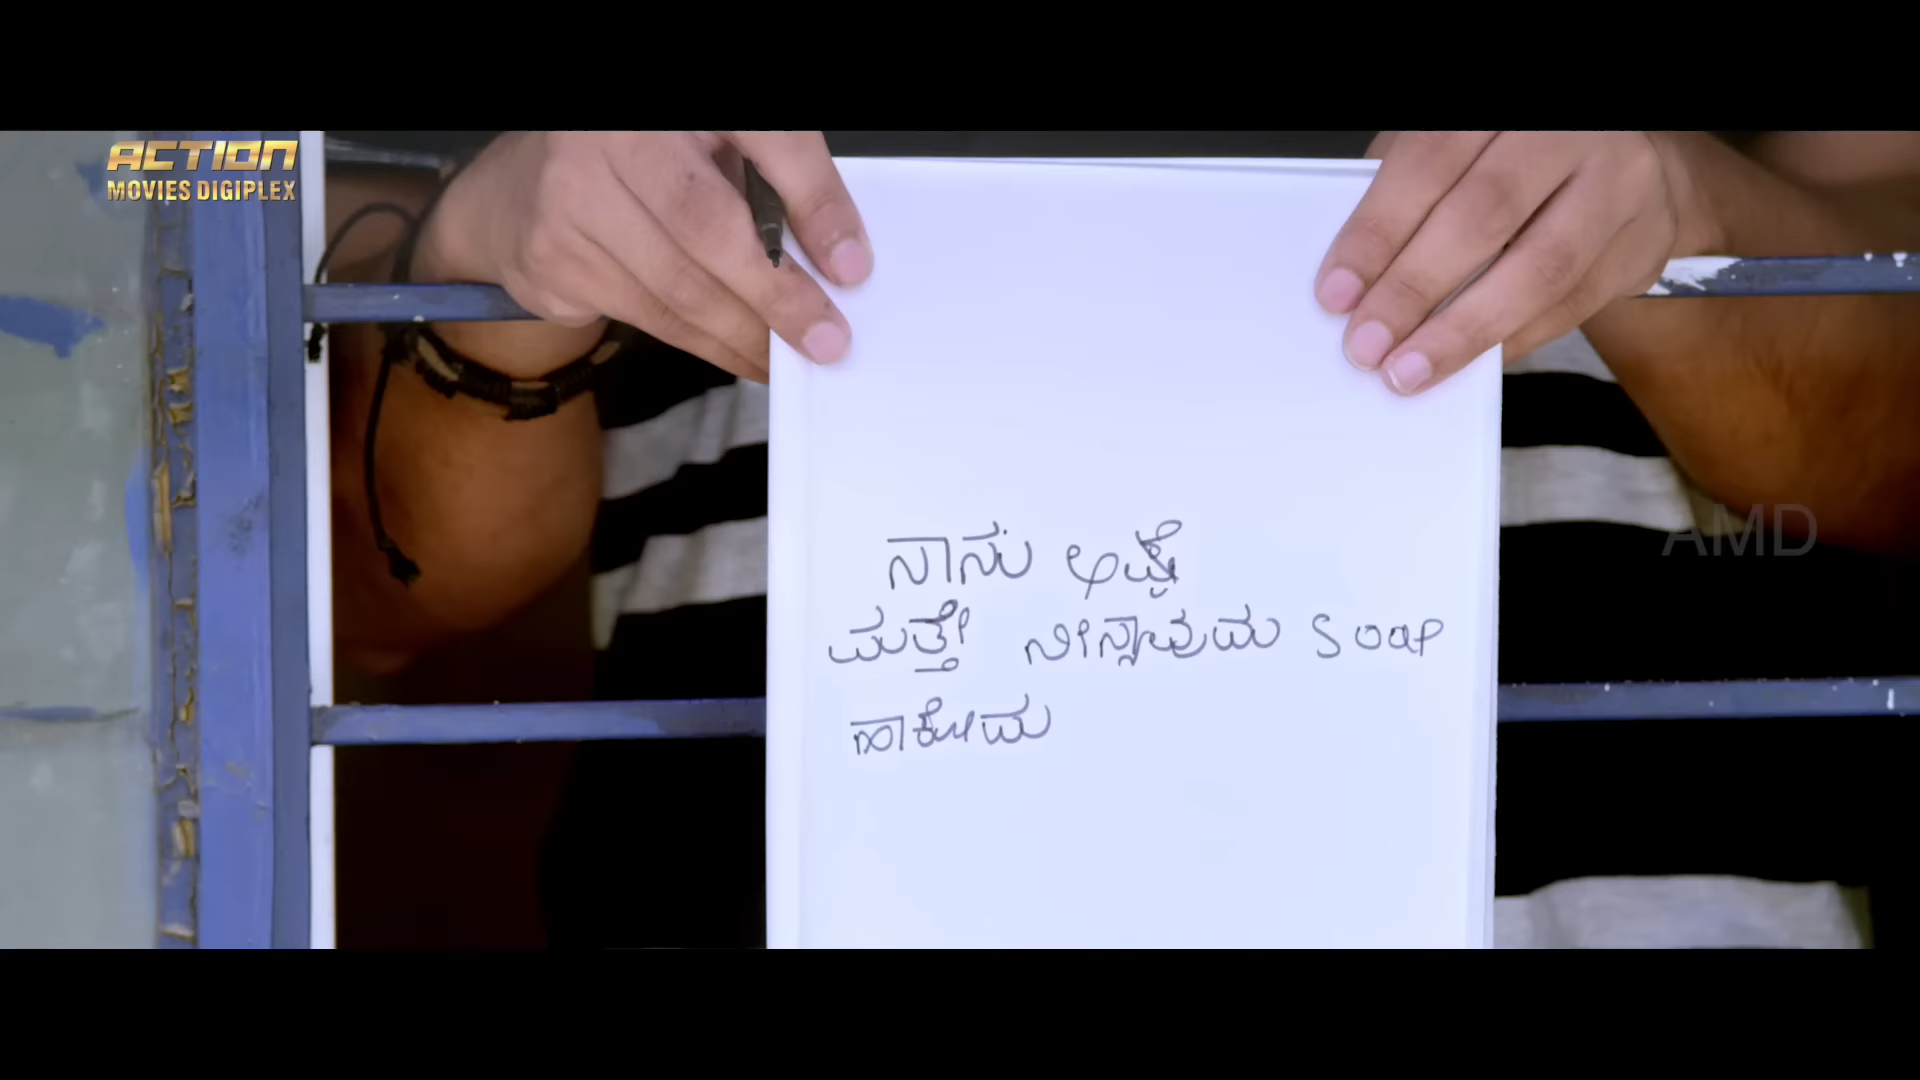 ACTION
MOVIES DIGIPLEX
AMD
ನಾನು ಅಷ್ಟೆ
ಮತ್ತೇ ನೀನ್ಯಾವುದು soap
ಹಾಕೋದು